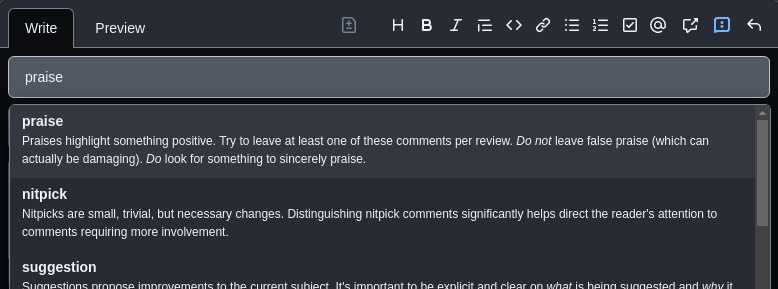 Write Preview
praise
praise
Praises highlight something positive. Try to leave at least one of these comments per review. Do not leave false praise (which can
actually be damaging). Do look for something to sincerely praise.
nitpick
Nitpicks are small, trivial, but necessary changes. Distinguishing nitpick comments significantly helps direct the reader's attention to
comments requiring more involvement.
suggestion
Suggestions propose improvements to the current subject. It's important to be explicit and clear on what is being suggested and why it